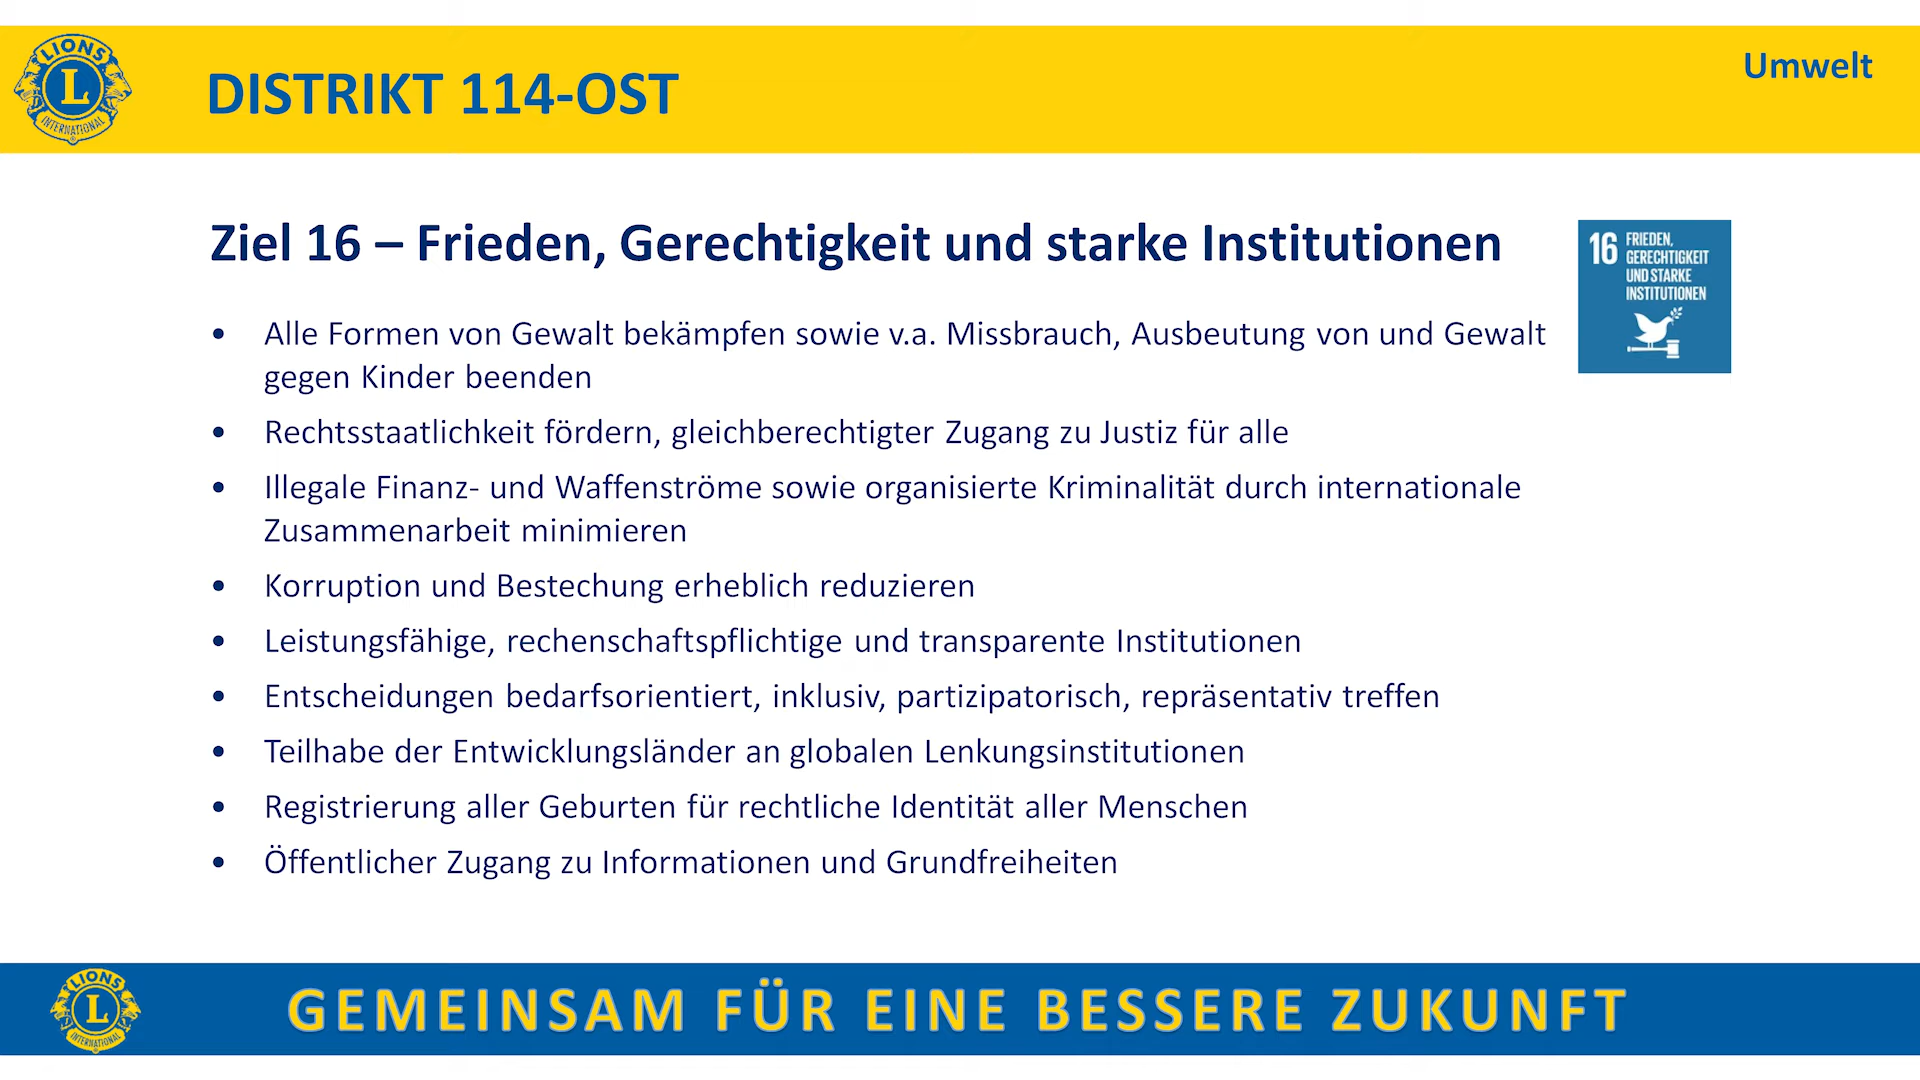 LIONS
L
INTERNATIONAL
DISTRIKT 114-OST
Umwelt
Ziel 16 – Frieden, Gerechtigkeit und starke Institutionen
16 FRIEDEN,
GERECHTIGKEIT
UND STARKE
INSTITUTIONEN
• Alle Formen von Gewalt bekämpfen sowie v.a. Missbrauch, Ausbeutung von und Gewalt
gegen Kinder beenden
• Rechtsstaatlichkeit fördern, gleichberechtigter Zugang zu Justiz für alle
• Illegale Finanz- und Waffenströme sowie organisierte Kriminalität durch internationale
Zusammenarbeit minimieren
• Korruption und Bestechung erheblich reduzieren
• Leistungsfähige, rechenschaftspflichtige und transparente Institutionen
• Entscheidungen bedarfsorientiert, inklusiv, partizipatorisch, repräsentativ treffen
• Teilhabe der Entwicklungsländer an globalen Lenkungsinstitutionen
• Registrierung aller Geburten für rechtliche Identität aller Menschen
• Öffentlicher Zugang zu Informationen und Grundfreiheiten
LIONS
L
INTERNATIONAL
GEMEINSAM FÜR EINE BESSERE ZUKUNFT